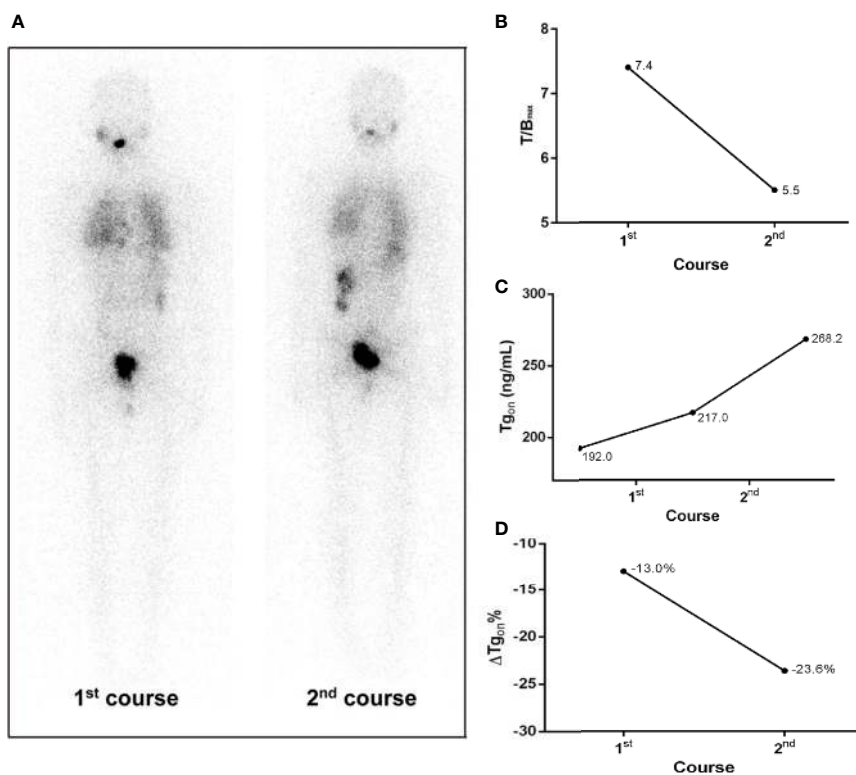 A
1st course
2nd course
B
8
7
6
5
T/Bmax
7.4
5.5
1st
2nd
Course
C
300
250
200
Tgon (ng/mL)
192.0
217.0
268.2
1st
2nd
Course
D
-10
-15
-20
-25
-30
ΔTgon%
-13.0%
-23.6%
1st
2nd
Course